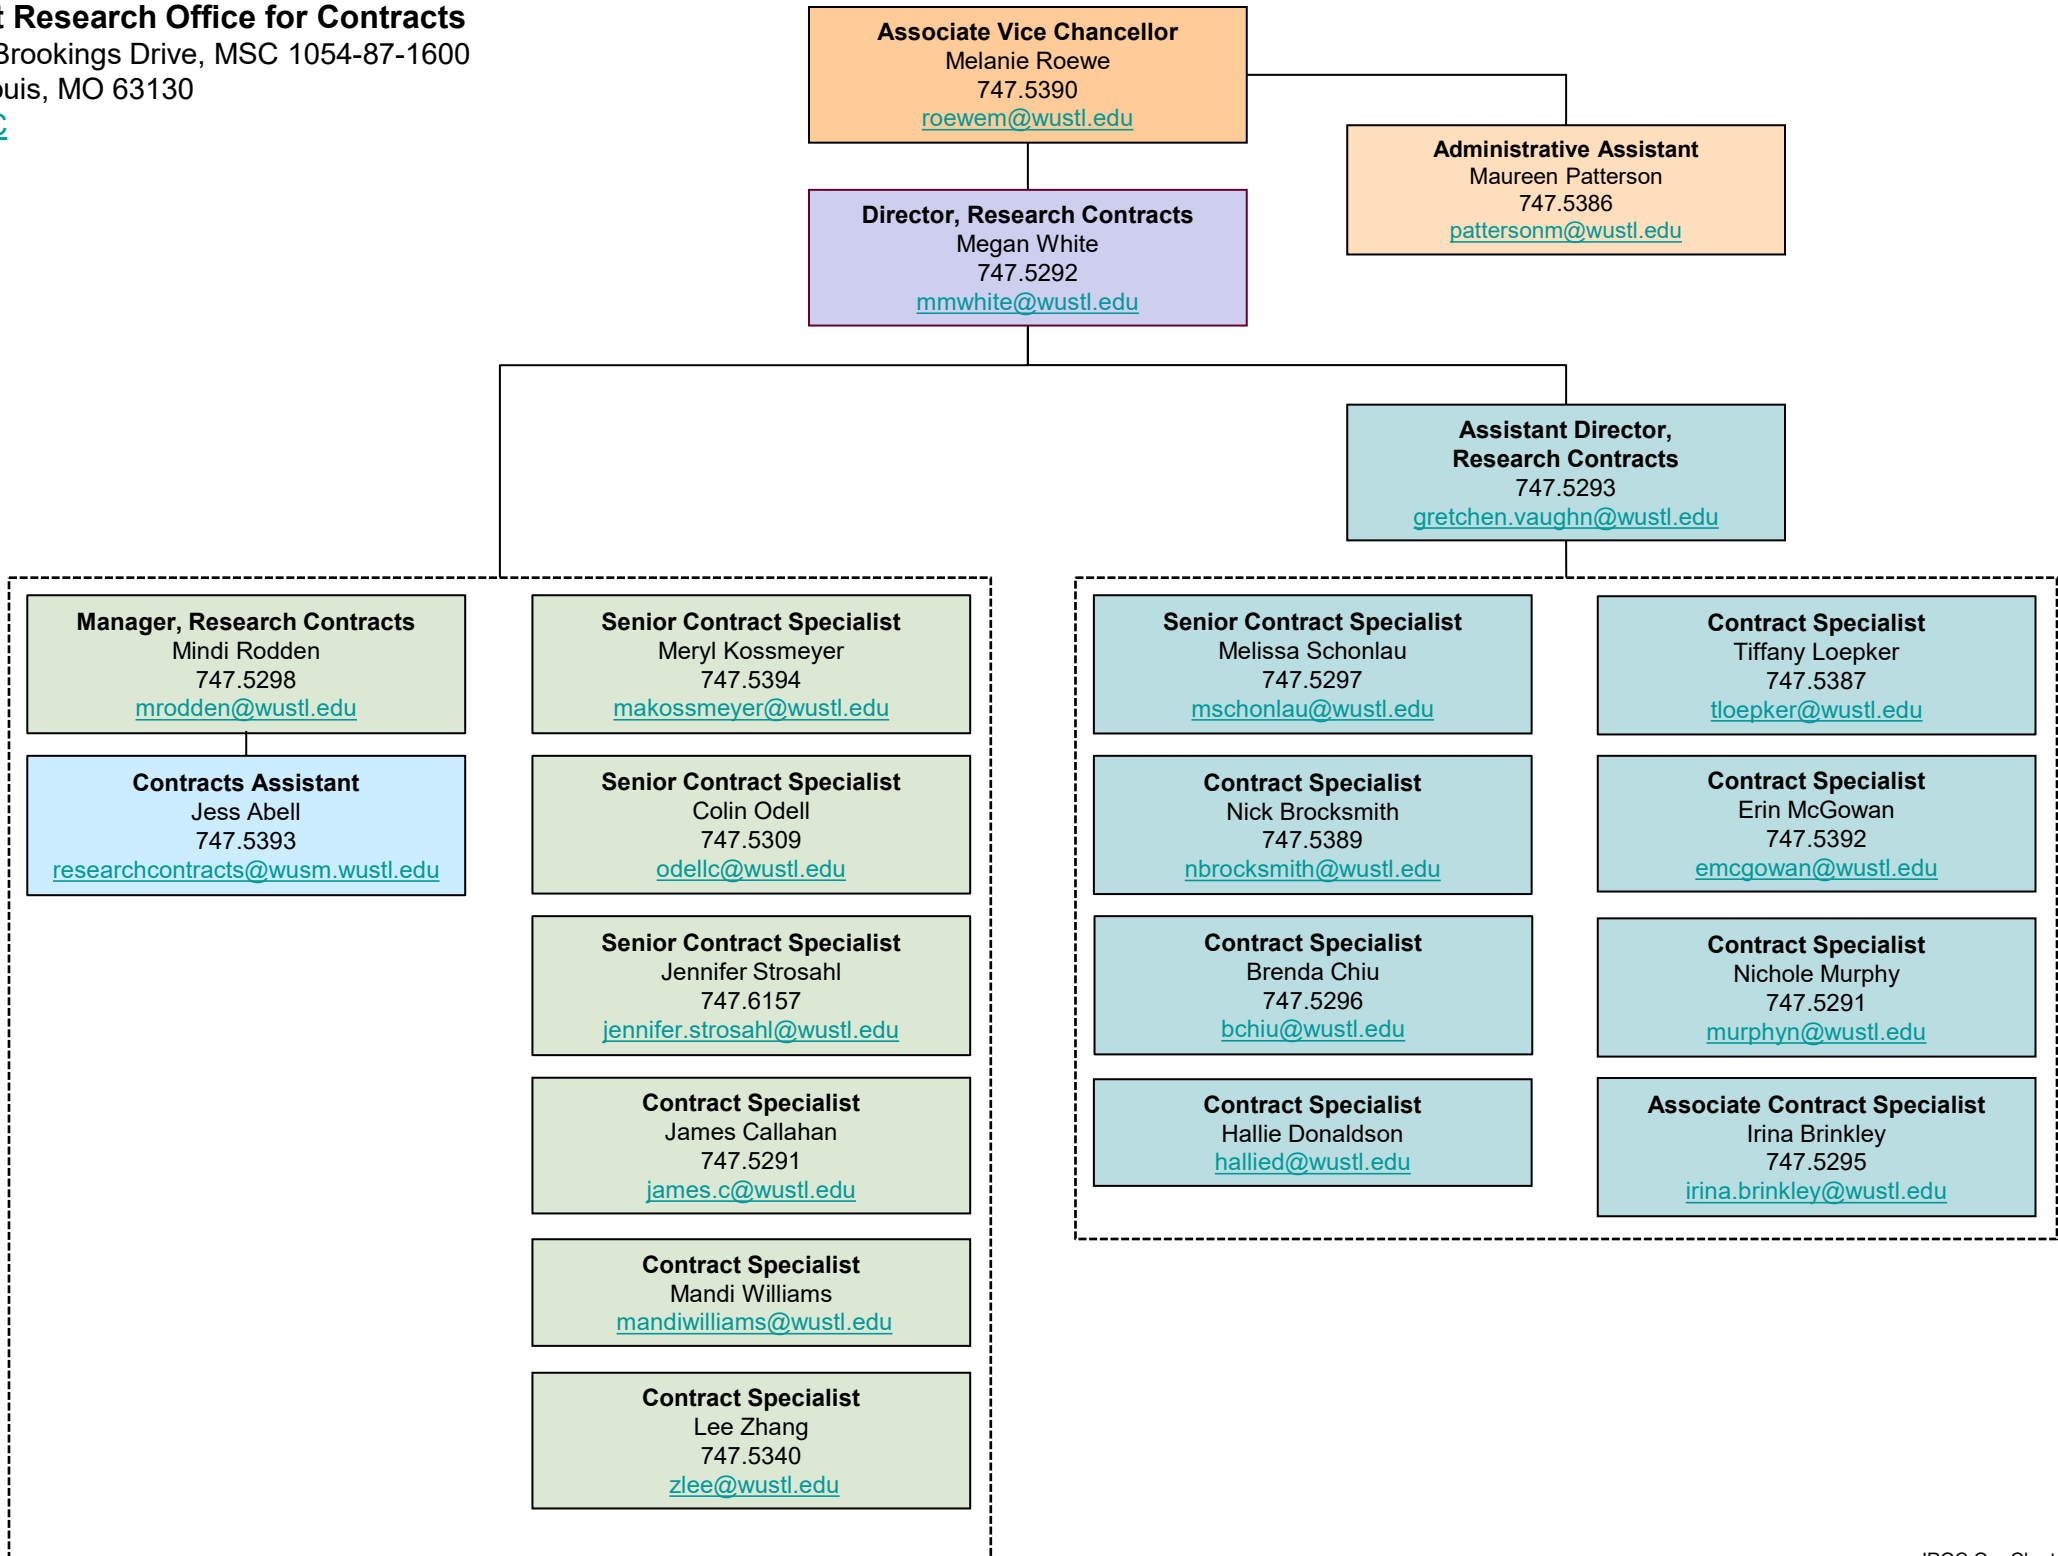 Research Office for Contracts
Brookings Drive, MSC 1054-87-1600
MO 63130
Associate Vice Chancellor
Melanie Roewe
747.5390
roewem@wustl.edu
Administrative Assistant
Maureen Patterson
747.5386
pattersonm@wustl.edu
Director, Research Contracts
Megan White
747.5292
mmwhite@wustl.edu
Assistant Director,
Research Contracts
747.5293
gretchen.vaughn@wustl.edu
Manager, Research Contracts
Mindi Rodden
747.5298
mrodden@wustl.edu
Contracts Assistant
Jess Abell
747.5393
researchcontracts@wusm.wustl.edu
Senior Contract Specialist
Meryl Kossmeyer
747.5394
makossmeyer@wustl.edu
Senior Contract Specialist
Colin Odell
747.5309
odellc@wustl.edu
Senior Contract Specialist
Jennifer Strosahl
747.6157
jennifer.strosahl@wustl.edu
Contract Specialist
James Callahan
747.5291
james.c@wustl.edu
Contract Specialist
Mandi Williams
mandiwilliams@wustl.edu
Contract Specialist
Lee Zhang
747.5340
zlee@wustl.edu
Senior Contract Specialist
Melissa Schonlau
747.5297
mschonlau@wustl.edu
Contract Specialist
Nick Brocksmith
747.5389
nbrocksmith@wustl.edu
Contract Specialist
Brenda Chiu
747.5296
bchiu@wustl.edu
Contract Specialist
Hallie Donaldson
hallied@wustl.edu
Contract Specialist
Tiffany Loepker
747.5387
tloepker@wustl.edu
Contract Specialist
Erin McGowan
747.5392
emcgowan@wustl.edu
Contract Specialist
Nichole Murphy
747.5291
murphyn@wustl.edu
Associate Contract Specialist
Irina Brinkley
747.5295
irina.brinkley@wustl.edu